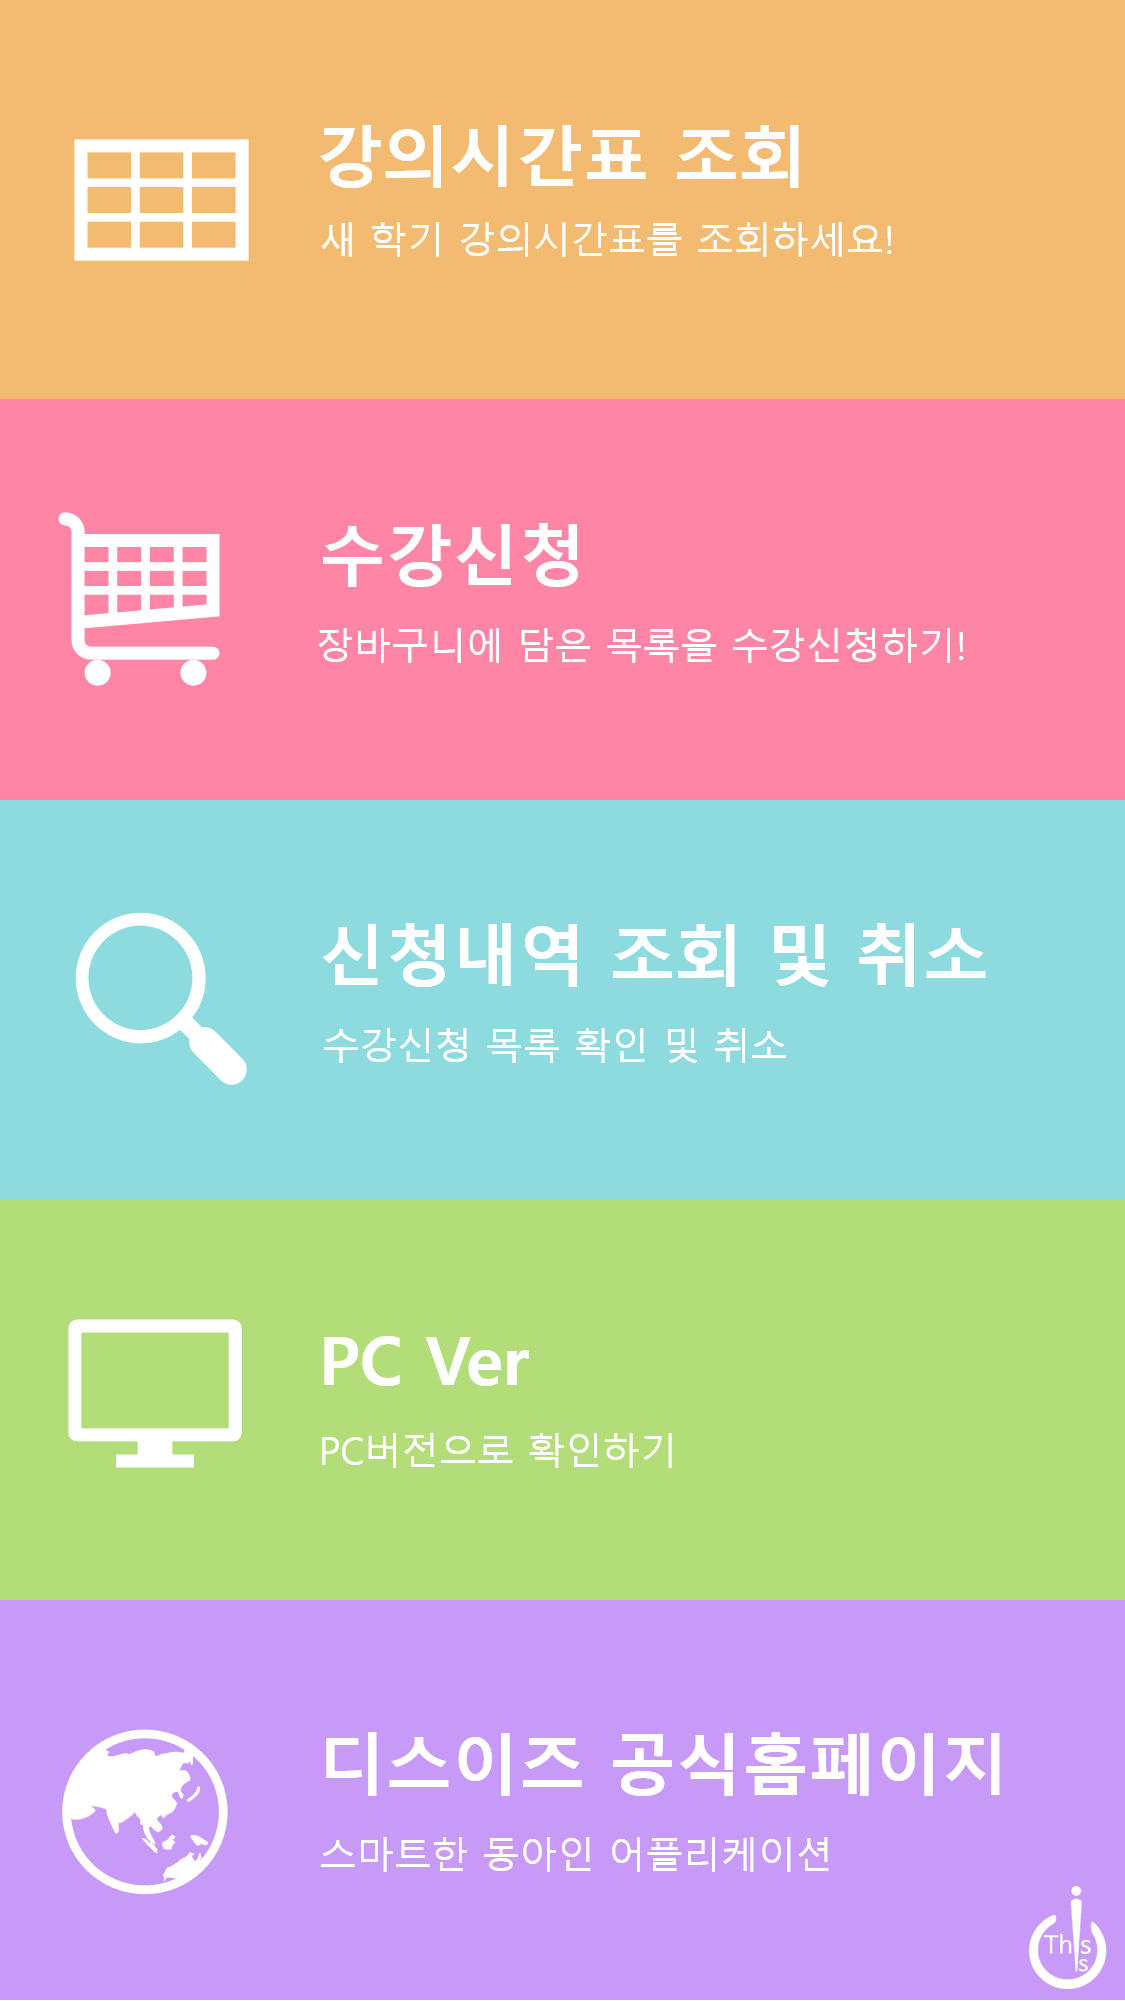 강의시간표 조회
새 학기 강의시간표를 조회하세요!
수강신청
장바구니에 담은 목록을 수강신청하기!
신청내역 조회 및 취소
수강신청 목록 확인 및 취소
PC Ver
PC버전으로 확인하기
디스이즈 공식홈페이지
스마트한 동아인 어플리케이션
This
s